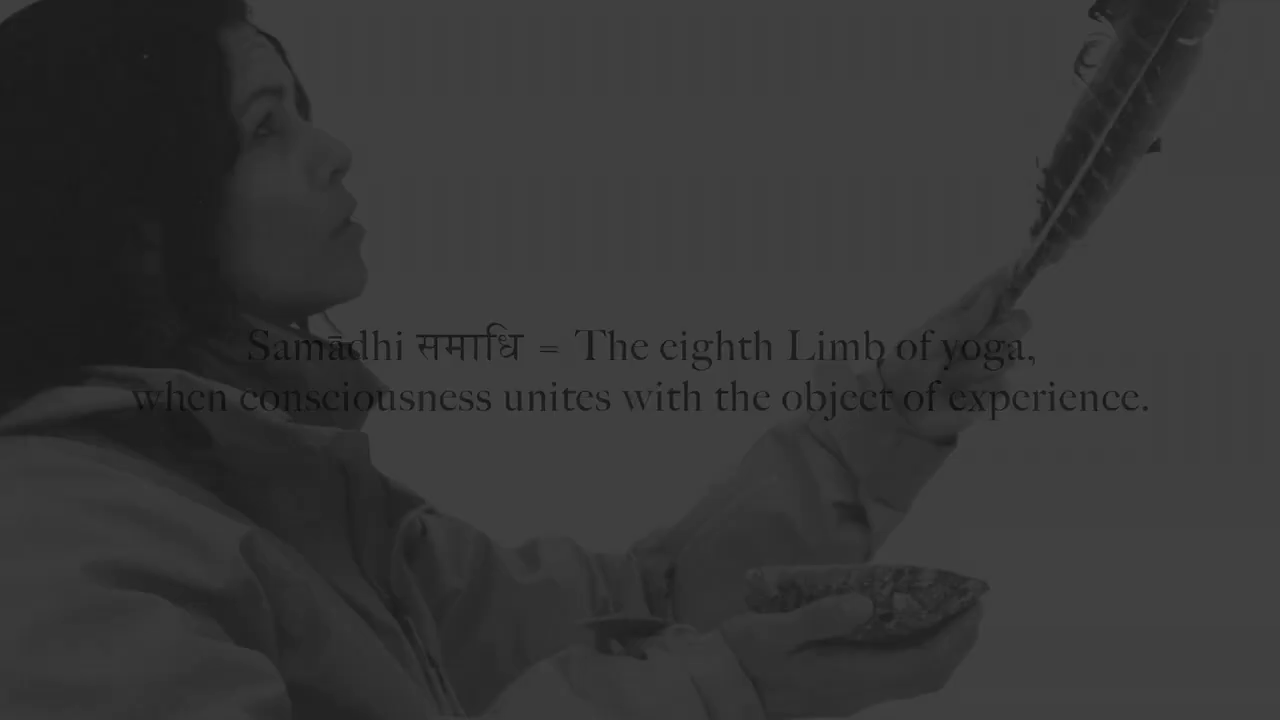 Samādhi समाधि = The eighth Limb of yoga,
when consciousness unites with the object of experience.